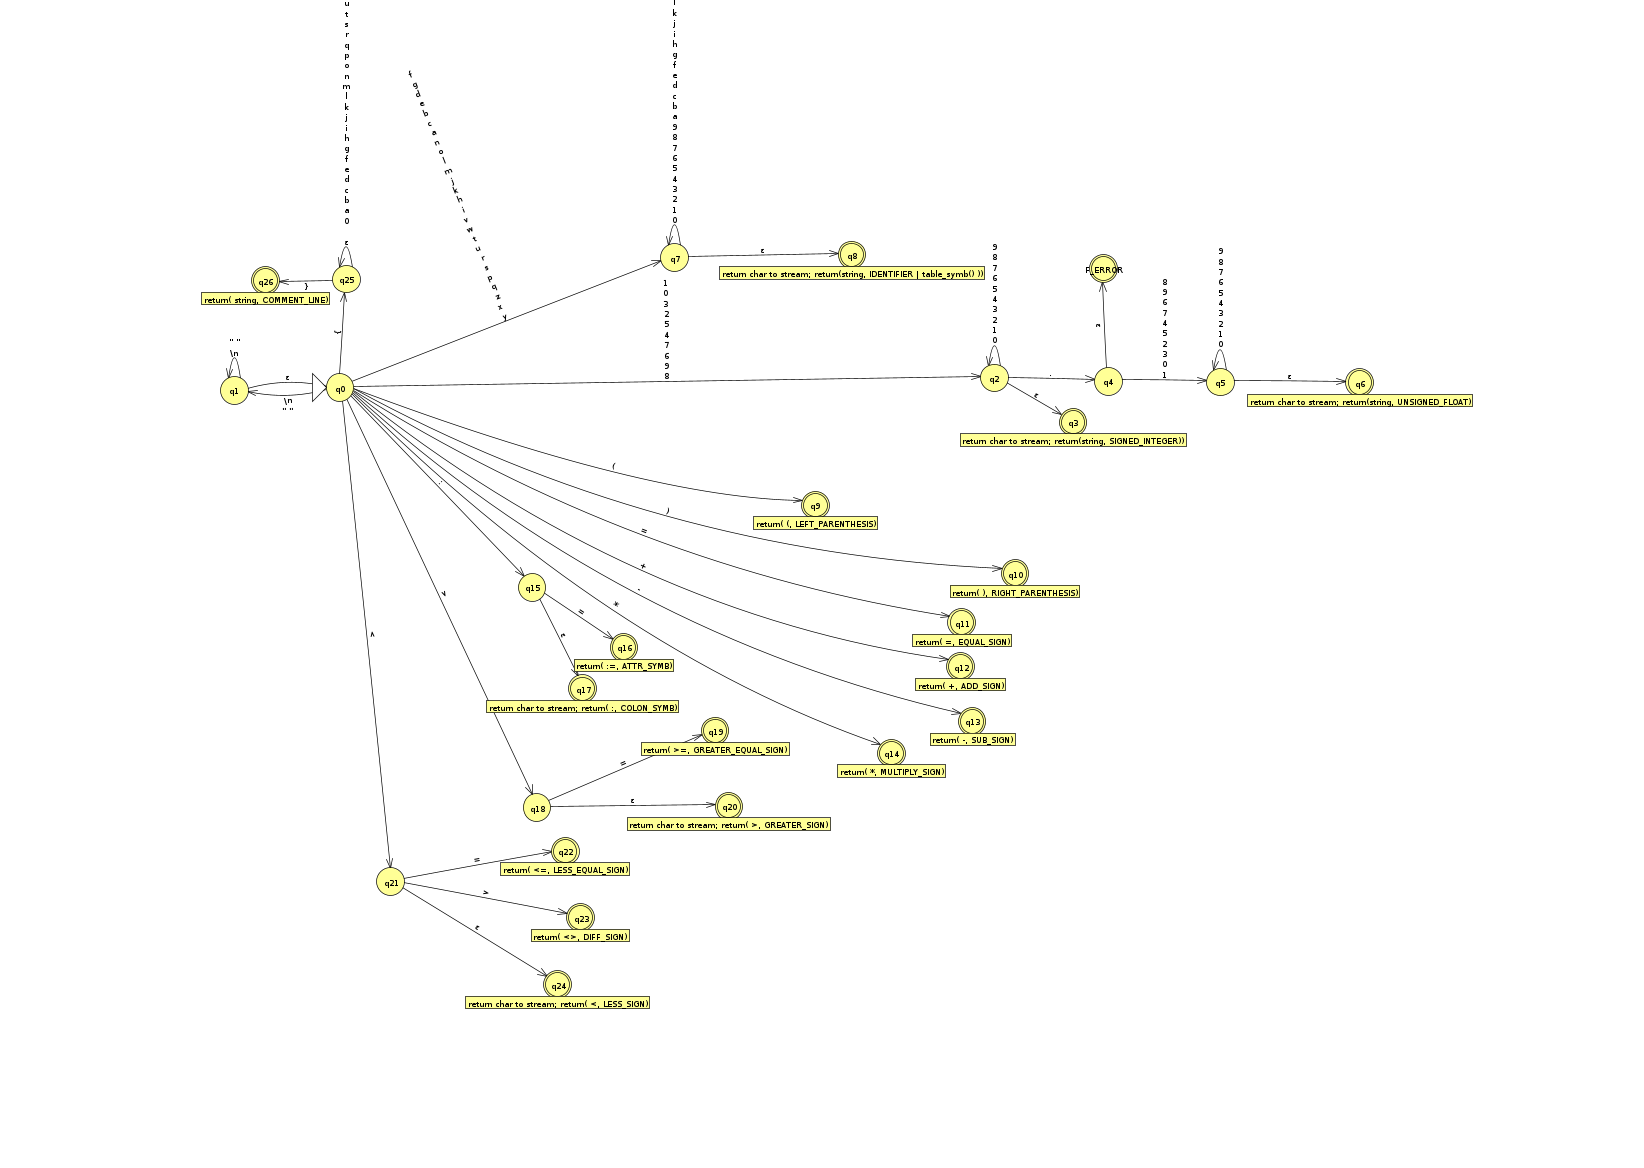 u
t
s
r
q
p
o
n
m
l
k
j
i
h
g
f
e
d
c
b
a
0
ε
l
k
j
i
h
g
f
e
d
c
b
a
9
8
7
6
5
4
3
2
1
0
f
g
d
e
b
c
a
n
o
l
m
j
k
h
i
v
w
t
u
r
s
p
q
z
x
y
q25
q26
}
return( string, COMMENT_LINE)
{
q7
ε
q8
return char to stream; return(string, IDENTIFIER | table_symb() ))
1
0
3
2
5
4
7
6
9
8
9
8
7
6
5
4
3
2
1
0
ε
8
9
6
7
4
5
2
3
0
1
9
8
7
6
5
4
3
2
1
0
" "
\n
q1
ε
\n
" "
q0
q2
.
q4
q5
ε
q6
return char to stream; return(string, UNSIGNED_FLOAT)
ε
q3
return char to stream; return(string, SIGNED_INTEGER))
(
q9
return( (, LEFT_PARENTHESIS)
)
q10
return( ), RIGHT_PARENTHESIS)
=
q11
return( =, EQUAL_SIGN)
+
q12
return( +, ADD_SIGN)
-
q13
return( -, SUB_SIGN)
*
q14
return( *, MULTIPLY_SIGN)
:
q15
=
q16
return( :=, ATTR_SYMB)
ε
q17
return char to stream; return( :, COLON_SYMB)
>
q18
=
q19
return( >=, GREATER_EQUAL_SIGN)
ε
q20
return char to stream; return( >, GREATER_SIGN)
<
q21
=
q22
return( <=, LESS_EQUAL_SIGN)
>
q23
return( <>, DIFF_SIGN)
ε
q24
return char to stream; return( <, LESS_SIGN)